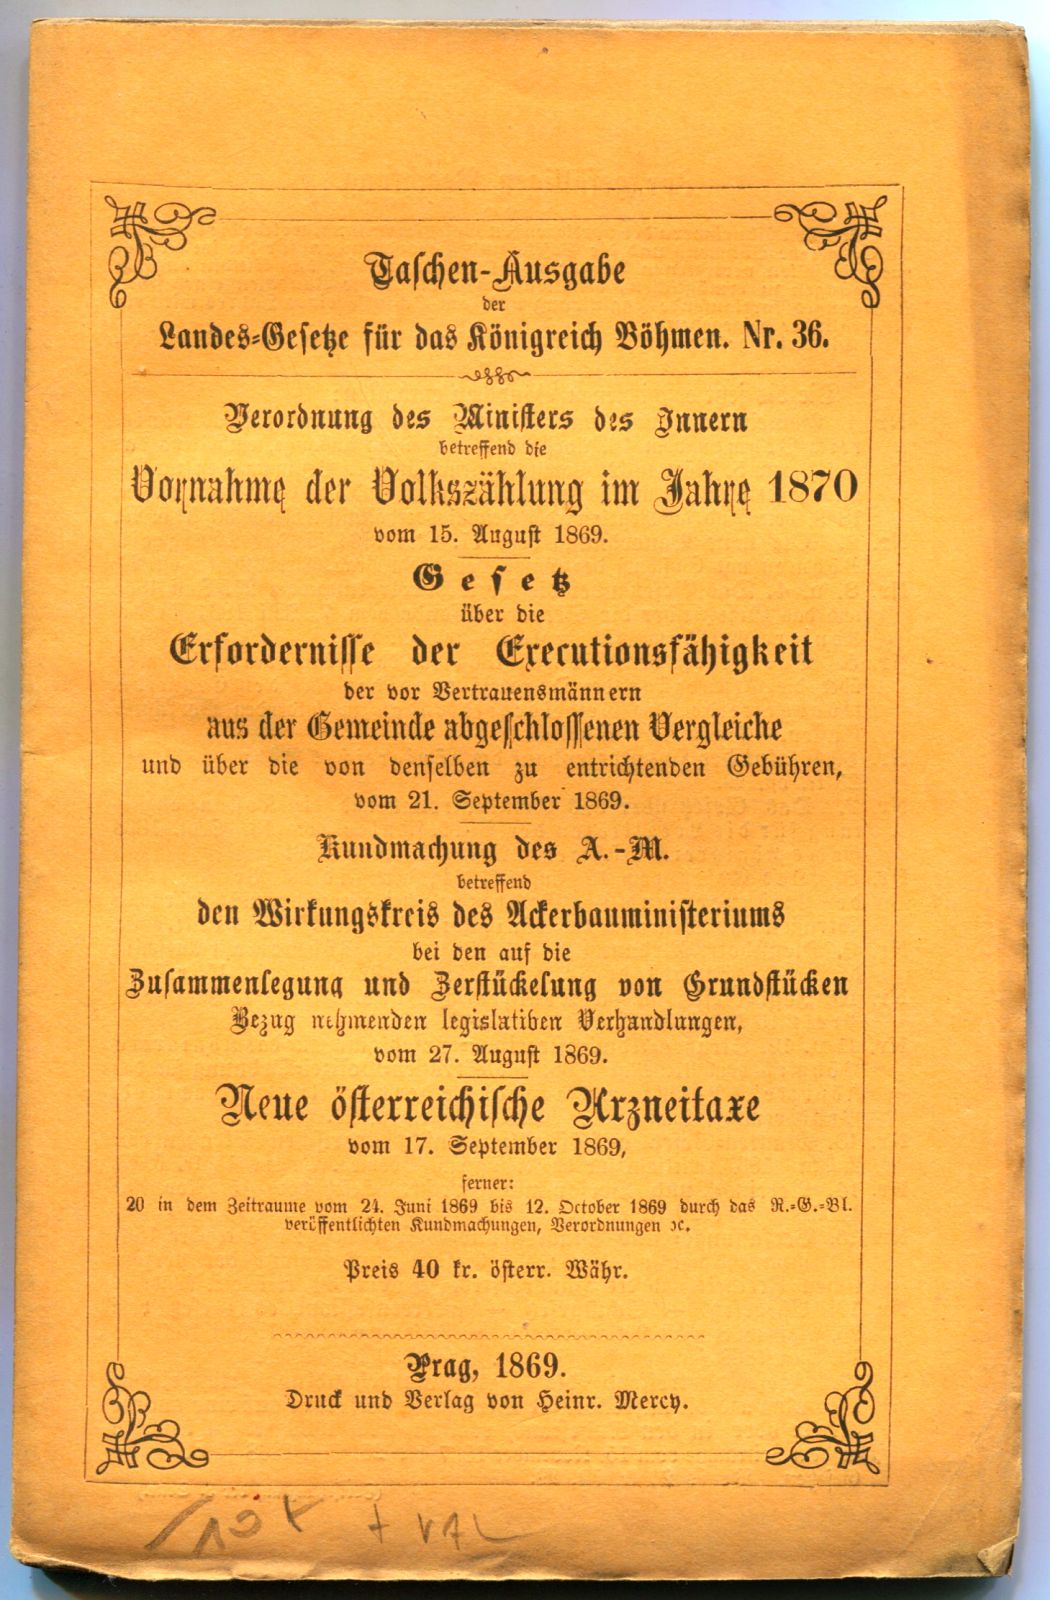 Taschen-Ausgabe
der
Landes-Gesetze für das Königreich Böhmen. Nr. 36.
Verordnung des Ministers des Innern
betreffend die
Vornahme der Volkszählung im Jahre 1870
vom 15. August 1869.
Gesetz
über die
Erfordernisse der Executionsfähigkeit
der vor Vertrauensmännern
aus der Gemeinde abgeschlossenen Vergleiche
und über die von denselben zu entrichtenden Gebühren,
vom 21. September 1869.
Kundmachung des A.-M.
betreffend
den Wirkungskreis des Ackerbauministeriums
bei den auf die
Zusammenlegung und Zerstückelung von Grundstücken
Bezug nehmenden legislativen Verhandlungen,
vom 27. August 1869.
Neue österreichische Arzneitaxe
vom 17. September 1869,
ferner:
20 in dem Zeitraume vom 24. Juni 1869 bis 12. October 1869 durch das R.-G.-Bl.
veröffentlichten Kundmachungen, Verordnungen ꝛc.
Preis 40 kr. österr. Währ.
Prag, 1869.
Druck und Verlag von Heinr. Mercy.